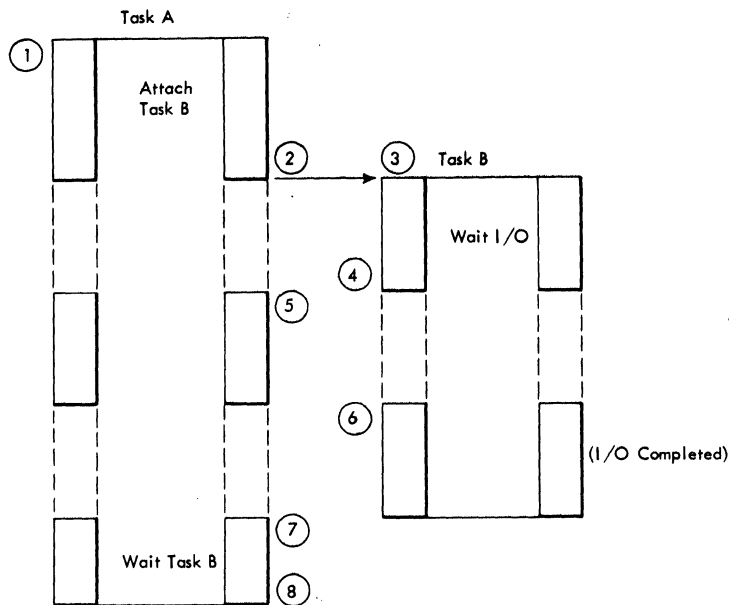 Task A
1
Attach
Task B
2
3
Task B
Wait I/O
4
5
6
(I/O Completed)
7
Wait Task B
8